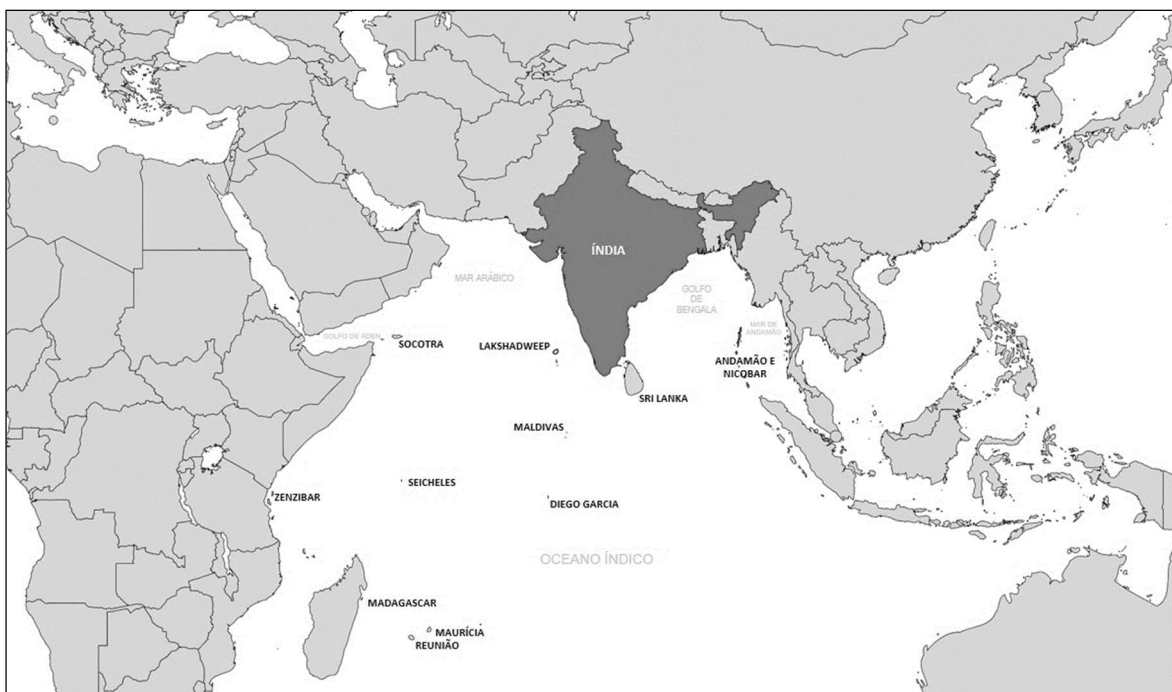 ÍNDIA
MAR ARÁBICO
GOLFO
DE
BENGALA
MAR DE
ANDAMÃO
GOLFO DE ÁDEN
SOCOTRA
LAKSHADWEEP
ANDAMÃO E
NICOBAR
SRI LANKA
MALDIVAS
SEICHELES
ZENZIBAR
DIEGO GARCIA
OCEANO ÍNDICO
MADAGASCAR
MAURÍCIA
REUNIÃO